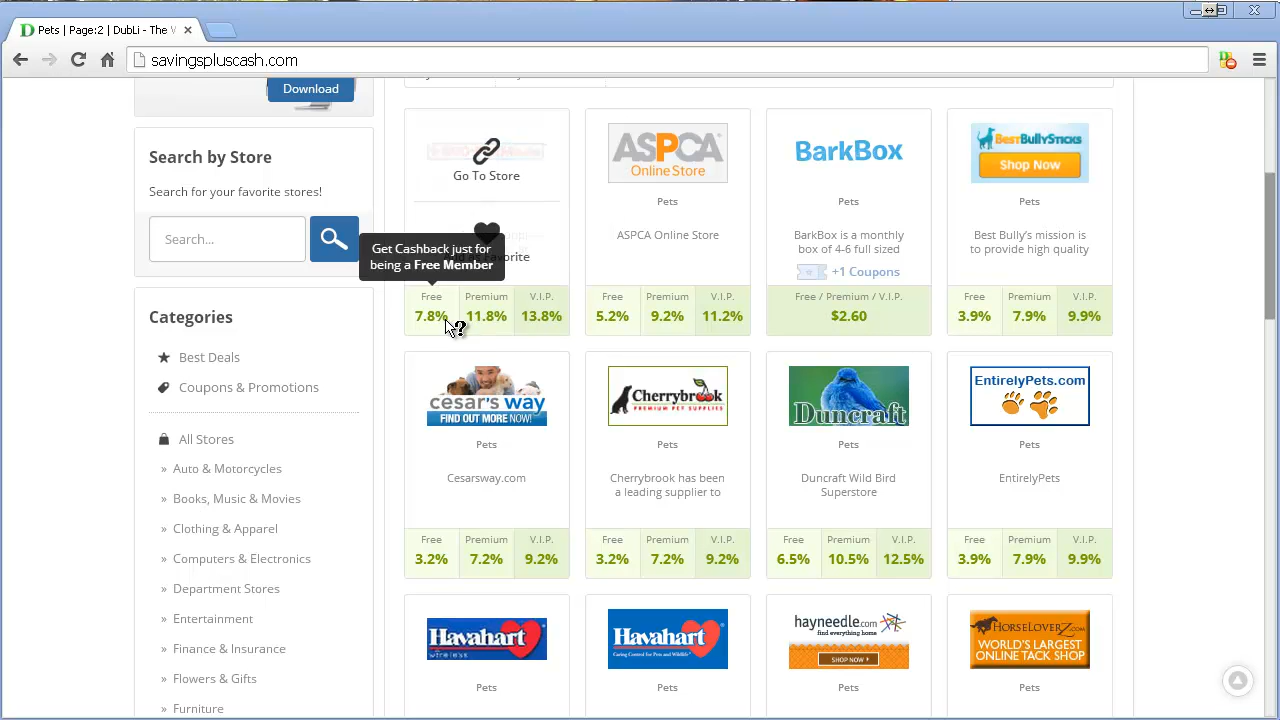 Pets | Page:2 | DubLi - The V
savingspluscash.com
Download
Search by Store
Search for your favorite stores!
Search...
Categories
Best Deals
Coupons & Promotions
All Stores
» Auto & Motorcycles
» Books, Music & Movies
» Clothing & Apparel
» Computers & Electronics
» Department Stores
» Entertainment
» Finance & Insurance
» Flowers & Gifts
» Furniture
Go To Store
Favorite
Get Cashback just for
being a Free Member
Free Premium V.I.P.
7.8% 11.8% 13.8%
ASPCA
Online Store
Pets
ASPCA Online Store
Free Premium V.I.P.
5.2% 9.2% 11.2%
BarkBox
Pets
BarkBox is a monthly
box of 4-6 full sized
+1 Coupons
Free / Premium / V.I.P.
$2.60
BESTBULLYSTICKS
Shop Now
Pets
Best Bully's mission is
to provide high quality
Free Premium V.I.P.
3.9% 7.9% 9.9%
cesar's way
FIND OUT MORE NOW!
Pets
Cesarsway.com
Free Premium V.I.P.
3.2% 7.2% 9.2%
Cherrybrook
PREMIUM PET SUPPLIES
Pets
Cherrybrook has been
a leading supplier to
Free Premium V.I.P.
3.2% 7.2% 9.2%
Duncraft
Pets
Duncraft Wild Bird
Superstore
Free Premium V.I.P.
6.5% 10.5% 12.5%
EntirelyPets.com
Pets
EntirelyPets
Free Premium V.I.P.
3.9% 7.9% 9.9%
Havahart
Wireless
Pets
Havahart
Caring Control for Pets and Wildlife
Pets
hayneedle.com
find everything home
SHOP NOW
Pets
HORSELOVERZ.COM
WORLD'S LARGEST
ONLINE TACK SHOP
Pets